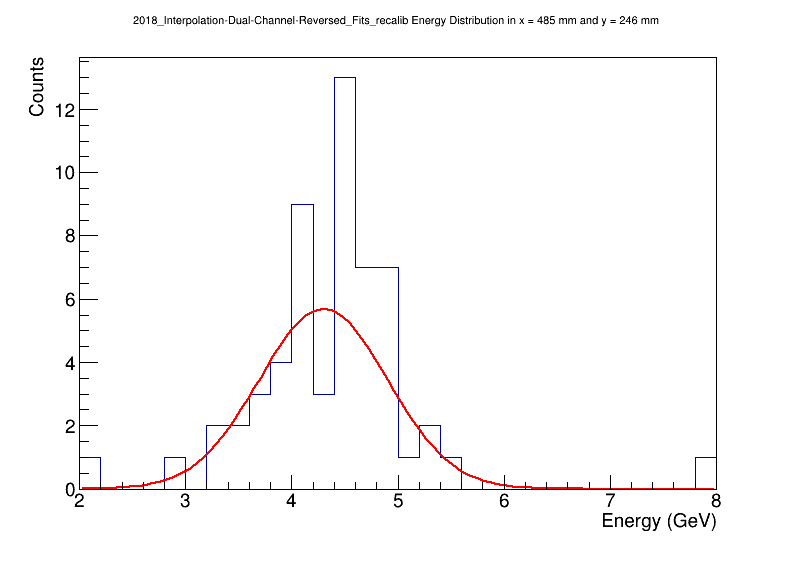 2018_Interpolation-Dual-Channel-Reversed_Fits_recalib Energy Distribution in x = 485 mm and y = 246 mm
Counts
12
10
8
6
4
2
0
2 3 4 5 6 7 8
Energy (GeV)